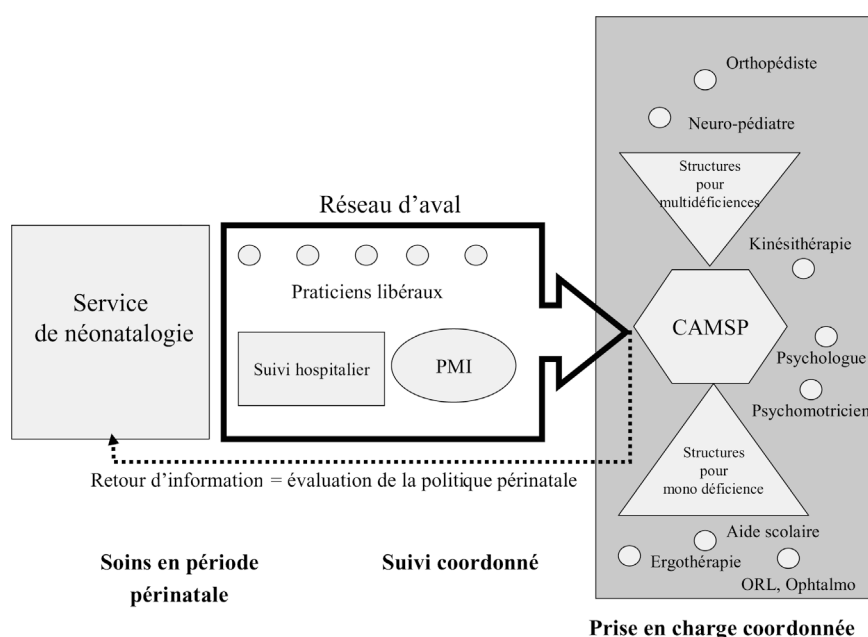 Orthopédiste
Neuro-pédiatre
Structures
pour
multidéficiences
Réseau d'aval
Kinésithérapie
Praticiens libéraux
Service
de néonatalogie
CAMSP
Suivi hospitalier
PMI
Psychologue
Psychomotricien
Structures
pour
mono déficience
Retour d'information = évaluation de la politique périnatale
Aide scolaire
Ergothérapie
ORL, Ophtalmo
Soins en période
périnatale
Suivi coordonné
Prise en charge coordonnée